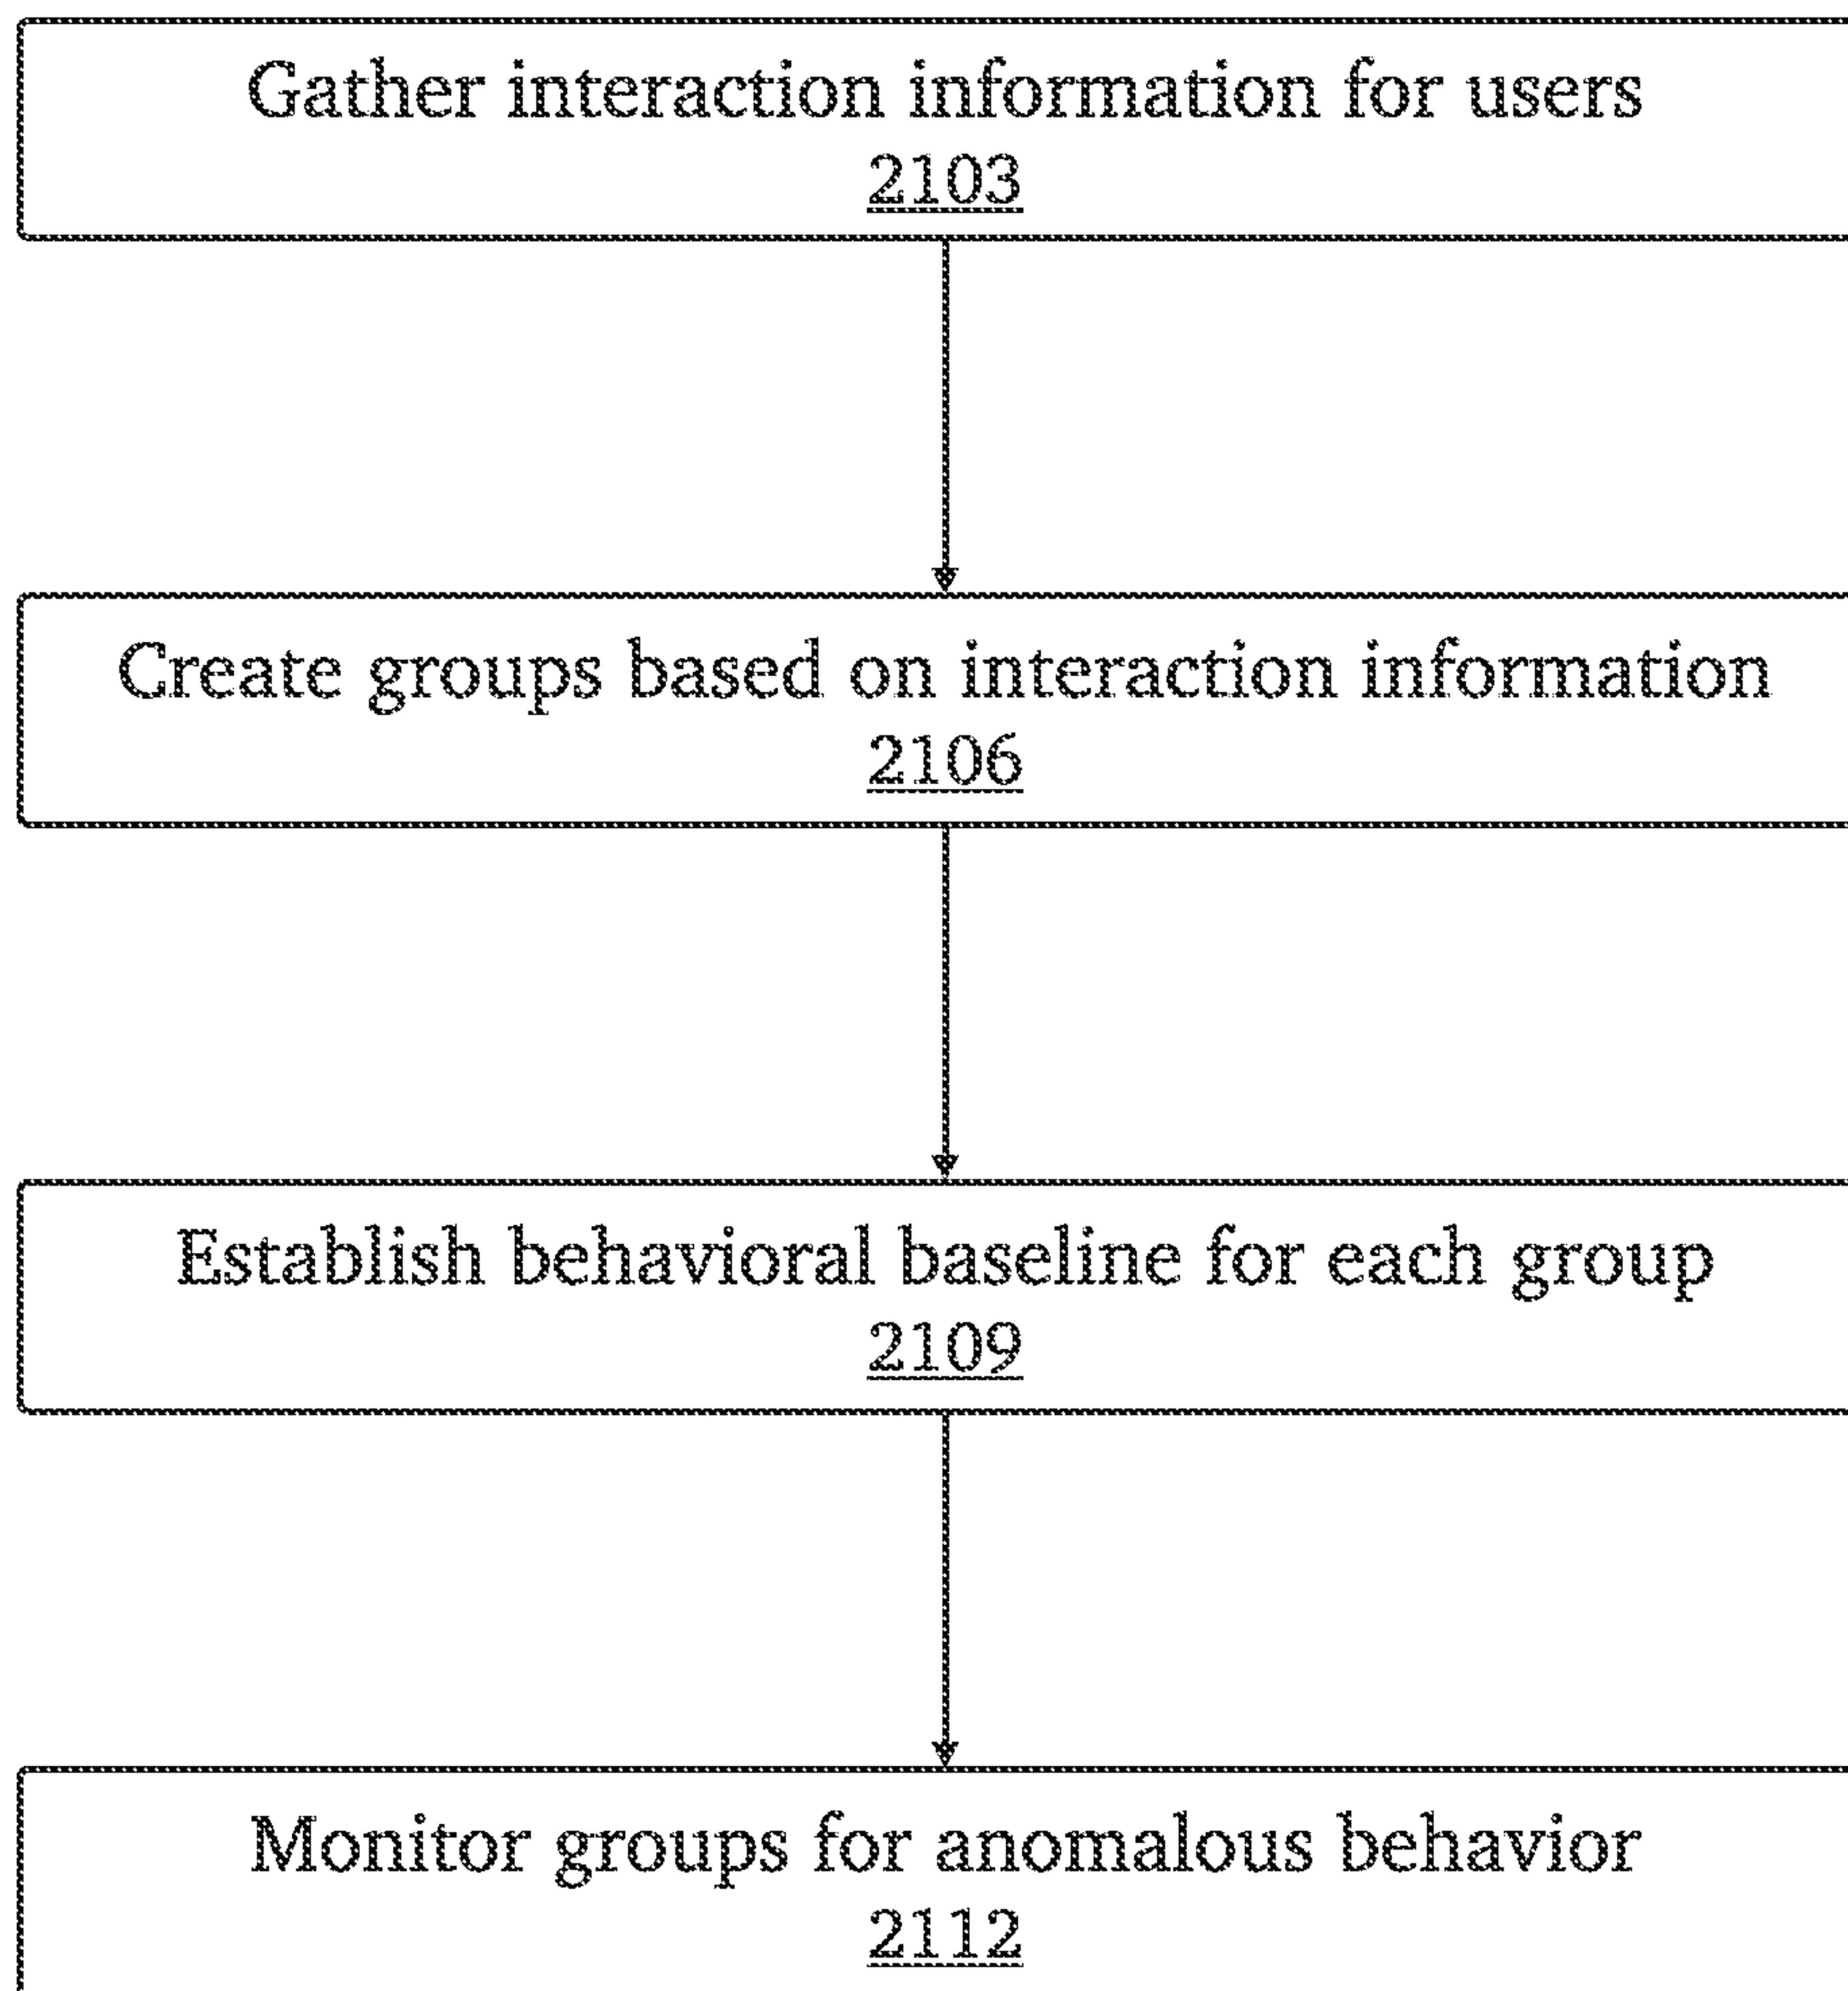 Gather interaction information for users
2103
Create groups based on interaction information
2106
Establish behavioral baseline for each group
2109
Monitor groups for anomalous behavior
2112